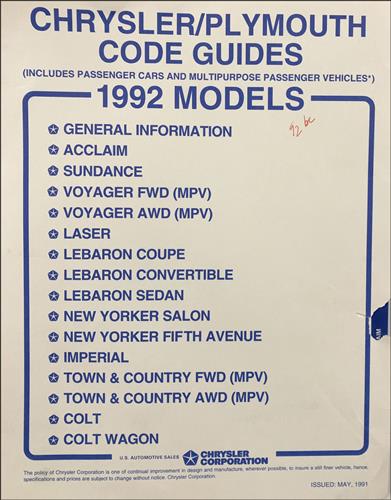 CHRYSLER/PLYMOUTH
CODE GUIDES
(INCLUDES PASSENGER CARS AND MULTIPURPOSE PASSENGER VEHICLES*)
1992 MODELS
92 bc
GENERAL INFORMATION
ACCLAIM
SUNDANCE
VOYAGER FWD (MPV)
VOYAGER AWD (MPV)
LASER
LEBARON COUPE
LEBARON CONVERTIBLE
LEBARON SEDAN
NEW YORKER SALON
NEW YORKER FIFTH AVENUE
IMPERIAL
TOWN & COUNTRY FWD (MPV)
TOWN & COUNTRY AWD (MPV)
COLT
COLT WAGON
U.S. AUTOMOTIVE SALES CHRYSLER
CORPORATION
The policy of Chrysler Corporation is one of continual improvement in design and manufacture, wherever possible, to insure a still finer vehicle, hence,
specifications and prices are subject to change without notice. Chrysler Corporation.
ISSUED: MAY, 1991